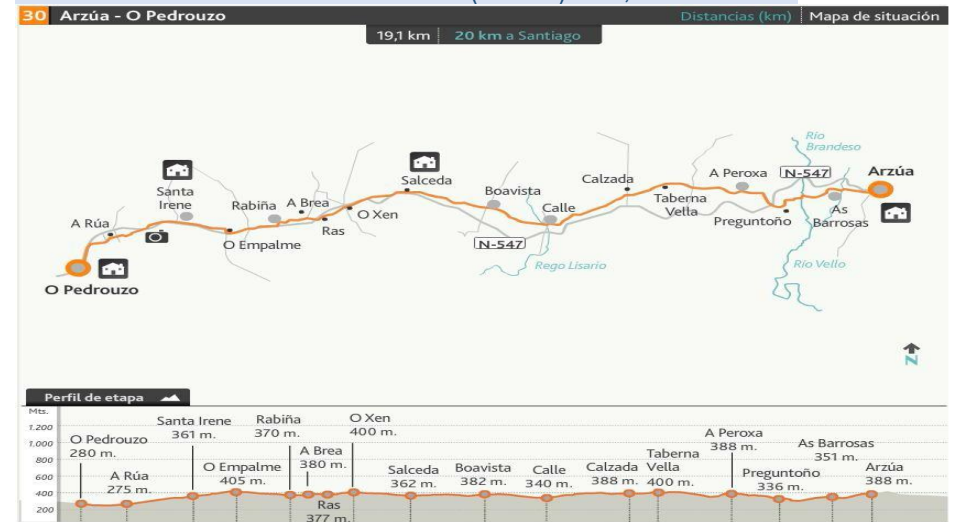 30 Arzúa - O Pedrouzo
Distancias (km) Mapa de situación
19,1 km 20 km a Santiago
Río
Brandeso
A Peroxa N-547 Arzúa
Salceda
Calzada
Santa
Irene
Boavista
Taberna
Vella
Rabiña A Brea
O Xen
Calle
Preguntoño
As
Barrosas
A Rúa
Ras
O Empalme
N-547
Rego Lisario
Río Vello
O Pedrouzo
N
Perfil de etapa
Mts.
1.200
1.000
800
600
400
200
O Pedrouzo
280 m.
A Rúa
275 m.
Santa Irene
361 m.
O Empalme
405 m.
Rabiña
370 m.
A Brea
380 m.
Ras
377 m.
O Xen
400 m.
Salceda
362 m.
Boavista
382 m.
Calle
340 m.
Calzada
388 m.
Taberna
Vella
400 m.
A Peroxa
388 m.
Preguntoño
336 m.
As Barrosas
351 m.
Arzúa
388 m.